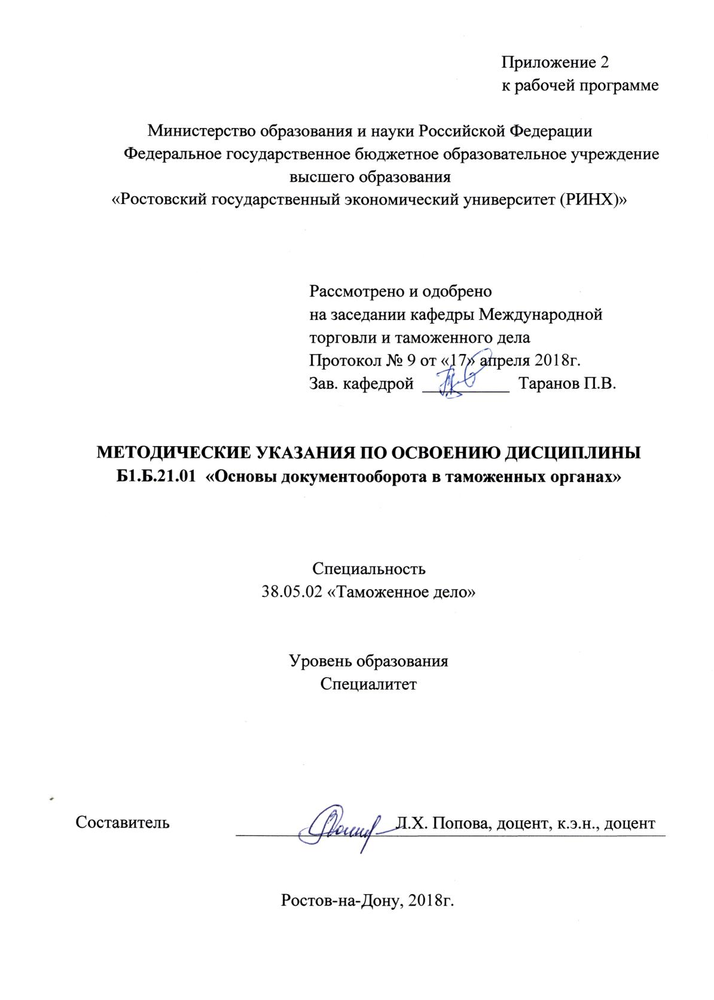 Приложение 2
к рабочей программе
Министерство образования и науки Российской Федерации
Федеральное государственное бюджетное образовательное учреждение
высшего образования
«Ростовский государственный экономический университет (РИНХ)»
Рассмотрено и одобрено
на заседании кафедры Международной
торговли и таможенного дела
Протокол № 9 от «17» апреля 2018г.
Зав. кафедрой __________ Таранов П.В.
МЕТОДИЧЕСКИЕ УКАЗАНИЯ ПО ОСВОЕНИЮ ДИСЦИПЛИНЫ
Б1.Б.21.01 «Основы документооборота в таможенных органах»
Специальность
38.05.02 «Таможенное дело»
Уровень образования
Специалитет
Составитель Л.Х. Попова, доцент, к.э.н., доцент
Ростов-на-Дону, 2018г.